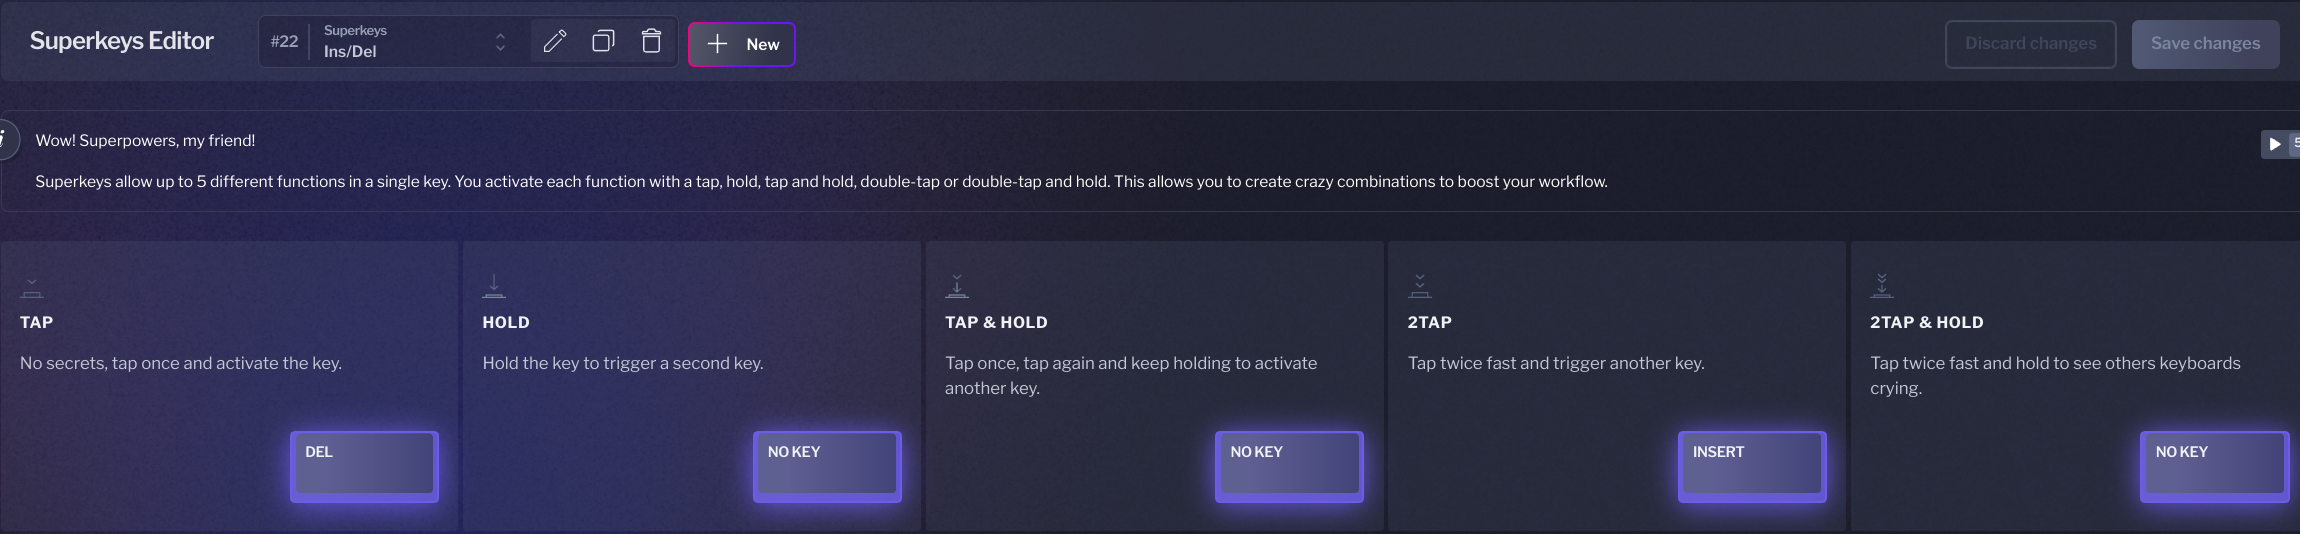 Superkeys Editor
#22
Superkeys
Ins/Del
New
Discard changes
Save changes
i
Wow! Superpowers, my friend!
5
Superkeys allow up to 5 different functions in a single key. You activate each function with a tap, hold, tap and hold, double-tap or double-tap and hold. This allows you to create crazy combinations to boost your workflow.
TAP
No secrets, tap once and activate the key.
DEL
HOLD
Hold the key to trigger a second key.
NO KEY
TAP & HOLD
Tap once, tap again and keep holding to activate
another key.
NO KEY
2TAP
Tap twice fast and trigger another key.
INSERT
2TAP & HOLD
Tap twice fast and hold to see others keyboards
crying.
NO KEY